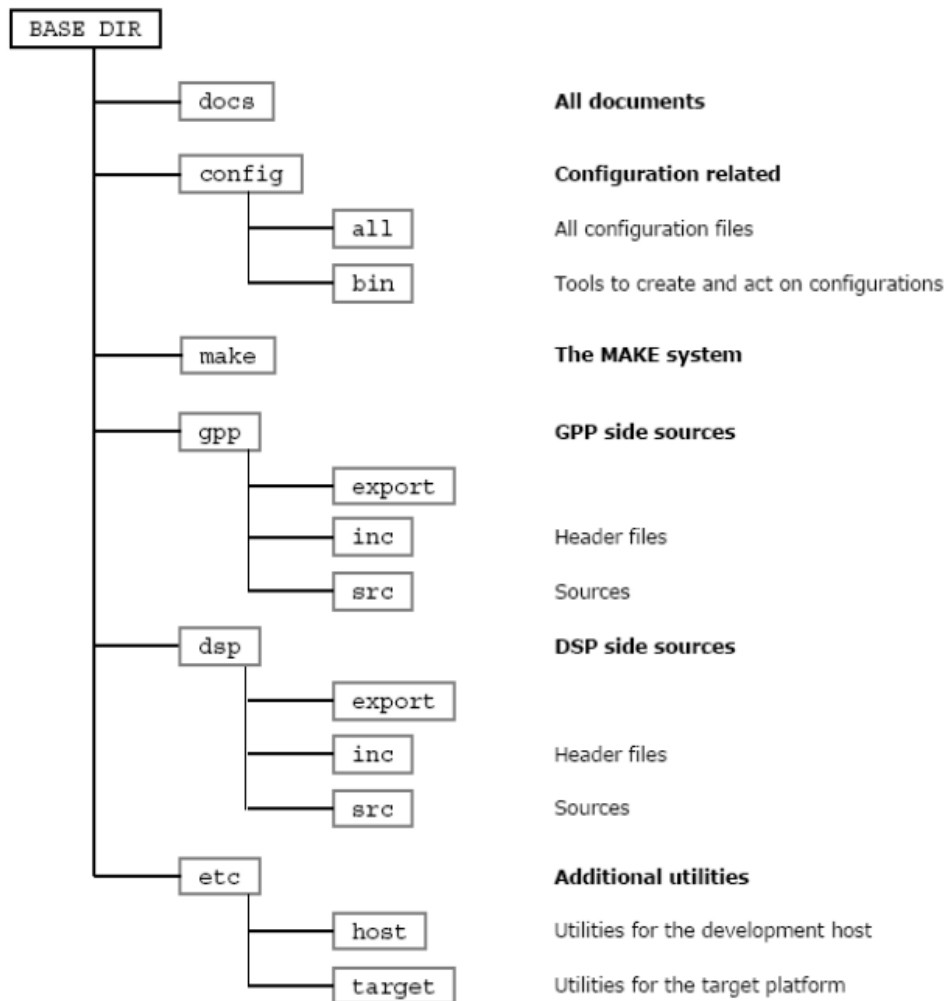 BASE DIR
docs All documents
config Configuration related
all All configuration files
bin Tools to create and act on configurations
make The MAKE system
gpp GPP side sources
export
inc Header files
src Sources
dsp DSP side sources
export
inc Header files
src Sources
etc Additional utilities
host Utilities for the development host
target Utilities for the target platform